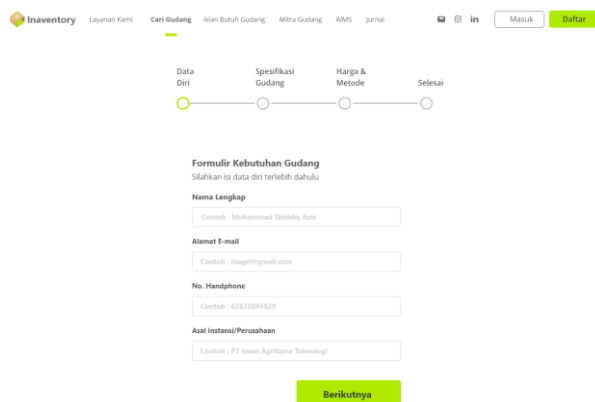 Inaventory Layanan Kami Cari Gudang Iklan Butuh Gudang Mitra Gudang WMS Jurnal in Masuk Daftar
Data Diri
Spesifikasi Gudang
Harga & Metode
Selesai
Formulir Kebutuhan Gudang
Silahkan isi data diri terlebih dahulu
Nama Lengkap
Contoh : Muhammad Shiddiq Azis
Alamat E-mail
Contoh : inagri@gmail.com
No. Handphone
Contoh : 62832893829
Asal Instansi/Perusahaan
Contoh : PT Insan Agritama Teknologi
Berikutnya